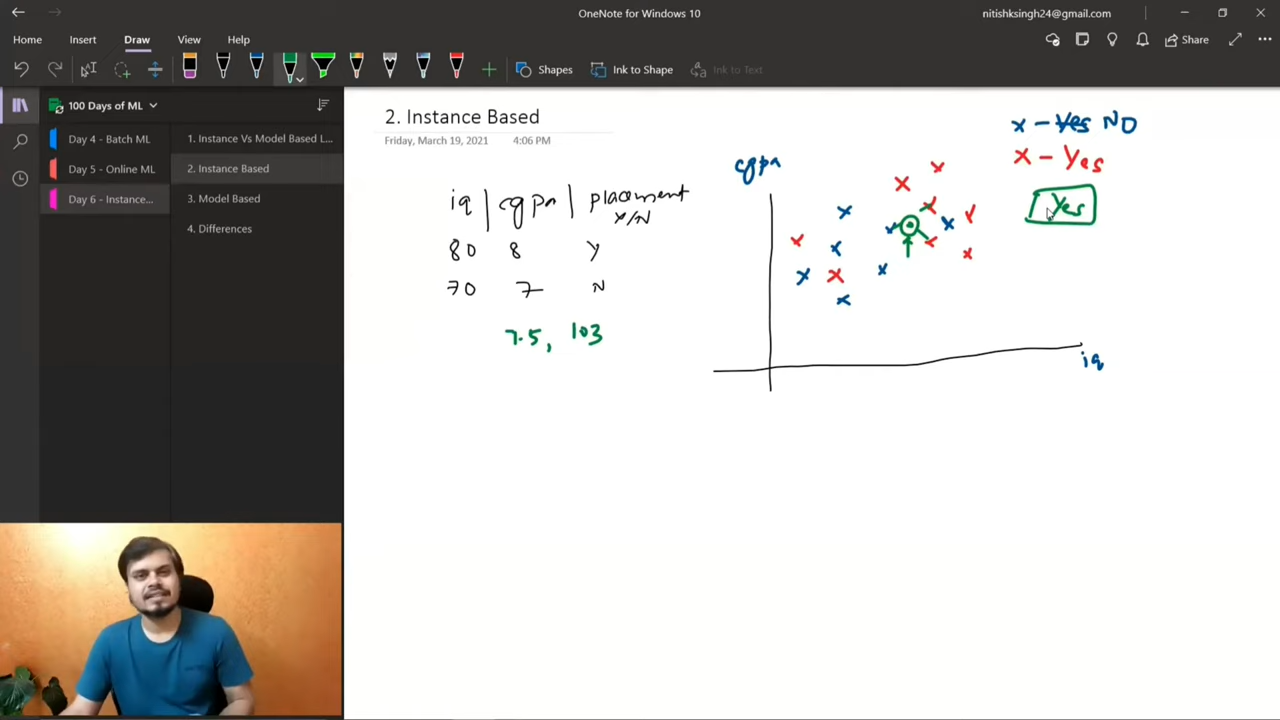 OneNote for Windows 10
nitishksingh24@gmail.com
Home Insert Draw View Help
Share
Shapes
Ink to Shape
Ink to Text
100 Days of ML
Day 4 - Batch ML
Day 5 - Online ML
Day 6 - Instance...
1. Instance Vs Model Based L...
2. Instance Based
3. Model Based
4. Differences
2. Instance Based
Friday, March 19, 2021 4:06 PM
iq | cgpa | placement
Y/N
80 8 Y
70 7 N
7.5, 103
cgpa
iq
x - Yes NO
x - Yes
Yes